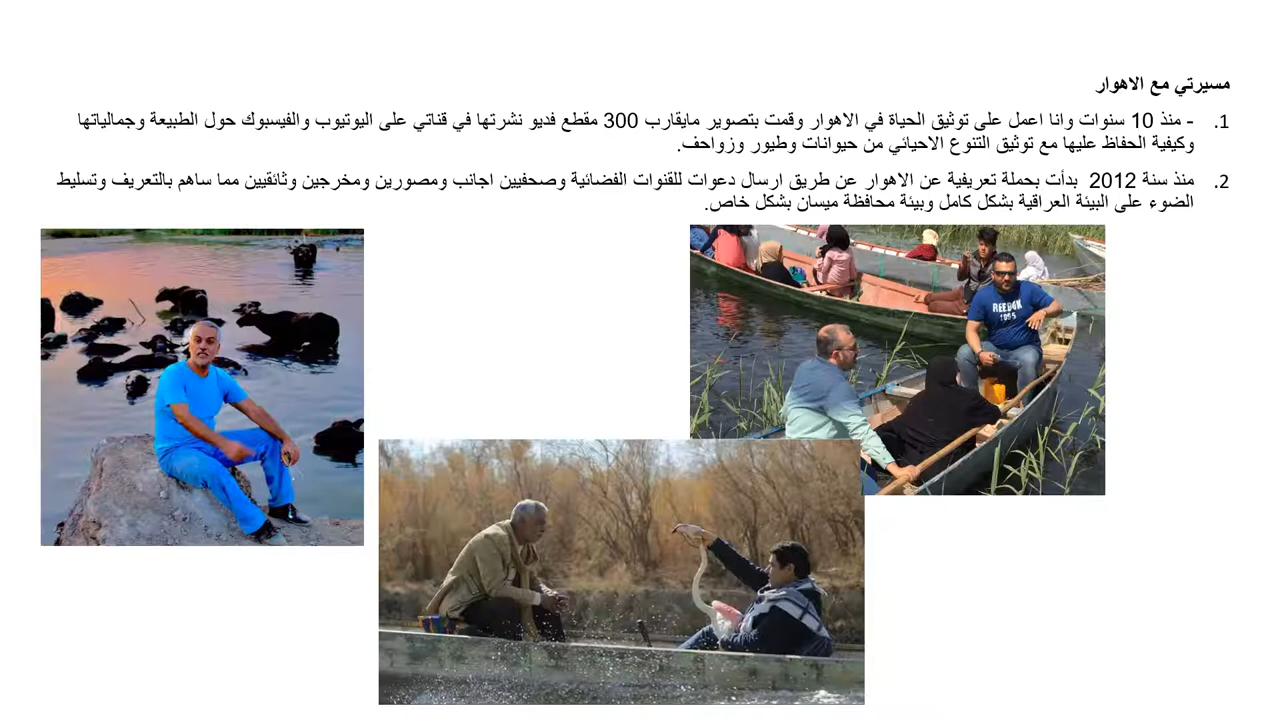 مسيرتي مع الاهوار
1. - منذ 10 سنوات وانا اعمل على توثيق الحياة في الاهوار وقمت بتصوير مايقارب 300 مقطع فديو نشرتها في قناتي على اليوتيوب والفيسبوك حول الطبيعة وجمالياتها
وكيفية الحفاظ عليها مع توثيق التنوع الاحيائي من حيوانات وطيور وزواحف.
2. منذ سنة 2012 بدأت بحملة تعريفية عن الاهوار عن طريق ارسال دعوات للقنوات الفضائية وصحفيين اجانب ومصورين ومخرجين وثائقيين مما ساهم بالتعريف وتسليط
الضوء على البيئة العراقية بشكل كامل وبيئة محافظة ميسان بشكل خاص.
REEBOK
1895